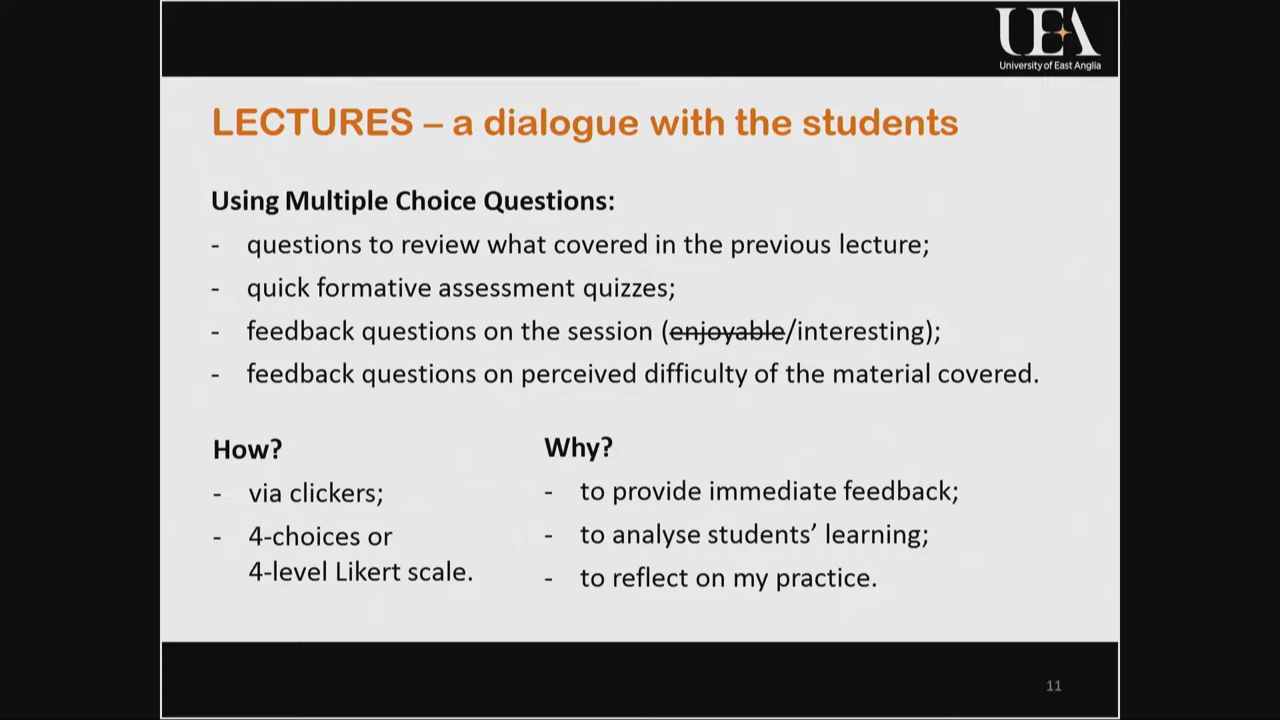 UEA
University of East Anglia
LECTURES – a dialogue with the students
Using Multiple Choice Questions:
- questions to review what covered in the previous lecture;
- quick formative assessment quizzes;
- feedback questions on the session (enjoyable/interesting);
- feedback questions on perceived difficulty of the material covered.
How?
- via clickers;
- 4-choices or
4-level Likert scale.
Why?
- to provide immediate feedback;
- to analyse students’ learning;
- to reflect on my practice.
11